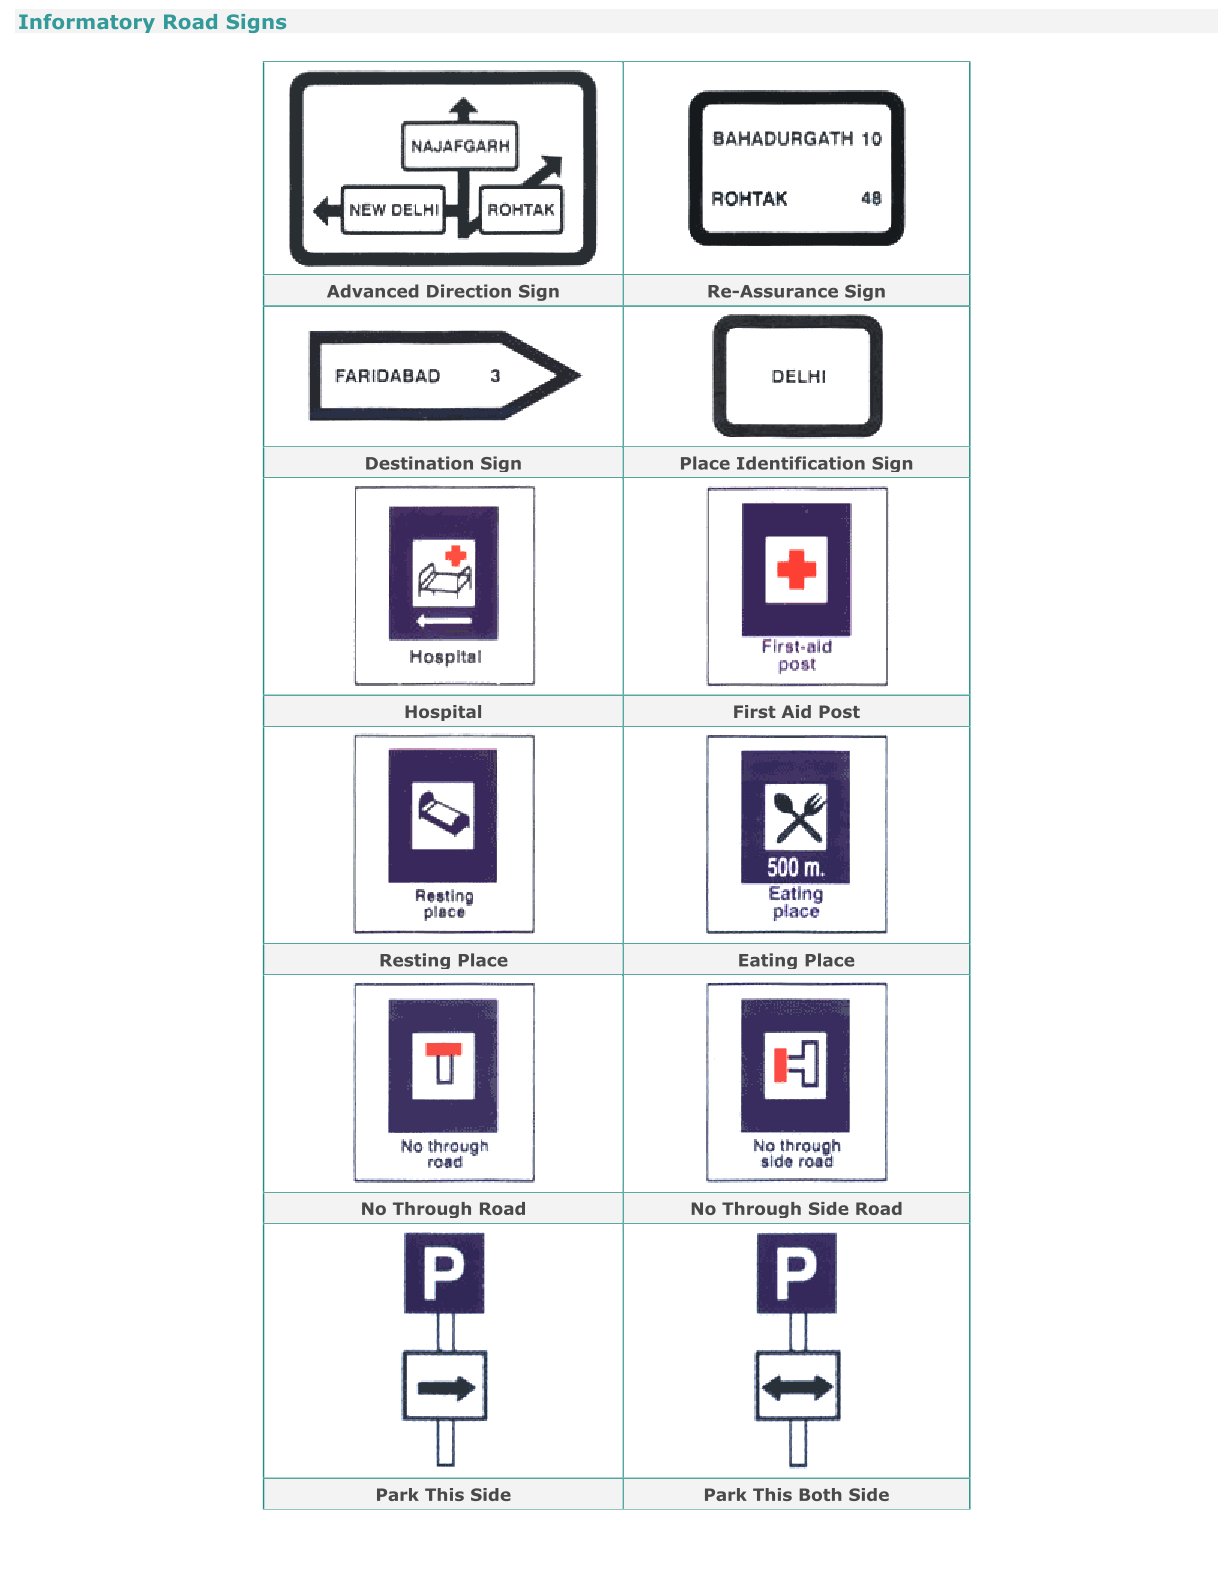 Informatory Road Signs
NAJAFGARH
NEW DELHI
ROHTAK
BAHADURGATH 10
ROHTAK 48
Advanced Direction Sign
Re-Assurance Sign
FARIDABAD 3
DELHI
Destination Sign
Place Identification Sign
Hospital
First-aid
post
Hospital
First Aid Post
Resting
place
500 m.
Eating
place
Resting Place
Eating Place
No through
road
No through
side road
No Through Road
No Through Side Road
P
P
Park This Side
Park This Both Side